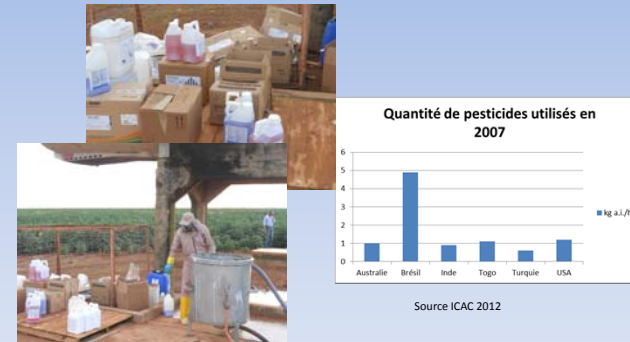 Quantité de pesticides utilisés en
2007
6
5
4
3
2
1
0
Australie Brésil Inde Togo Turquie USA
kg a.i./h
Source ICAC 2012